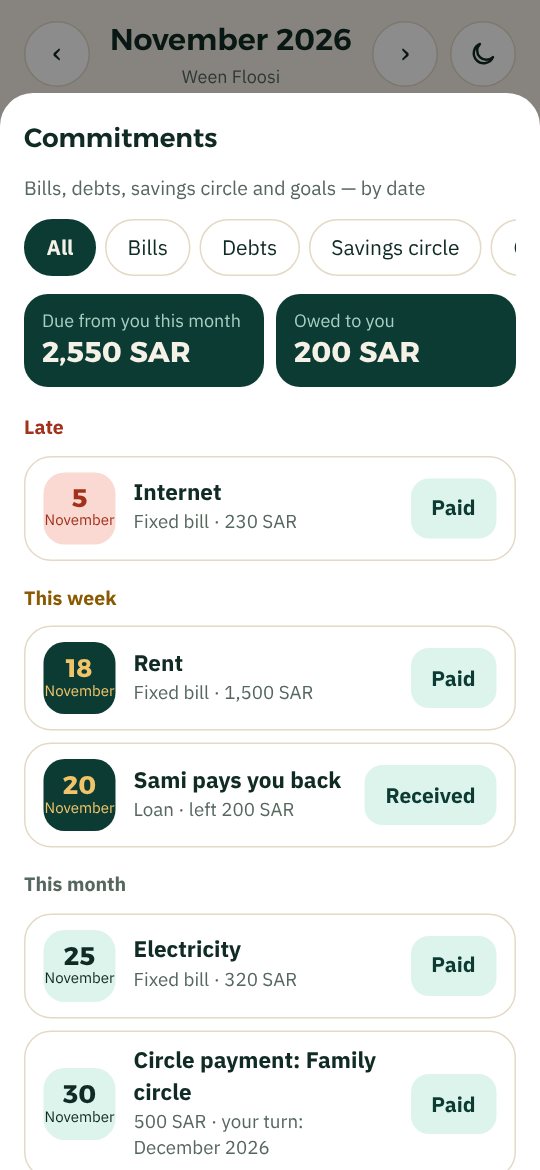 November 2026
Ween Floosi
Commitments
Bills, debts, savings circle and goals — by date
All
Bills
Debts
Savings circle
Due from you this month
2,550 SAR
Owed to you
200 SAR
Late
5
November
Internet
Fixed bill · 230 SAR
Paid
This week
18
November
Rent
Fixed bill · 1,500 SAR
Paid
20
November
Sami pays you back
Loan · left 200 SAR
Received
This month
25
November
Electricity
Fixed bill · 320 SAR
Paid
30
November
Circle payment: Family
circle
500 SAR · your turn:
December 2026
Paid